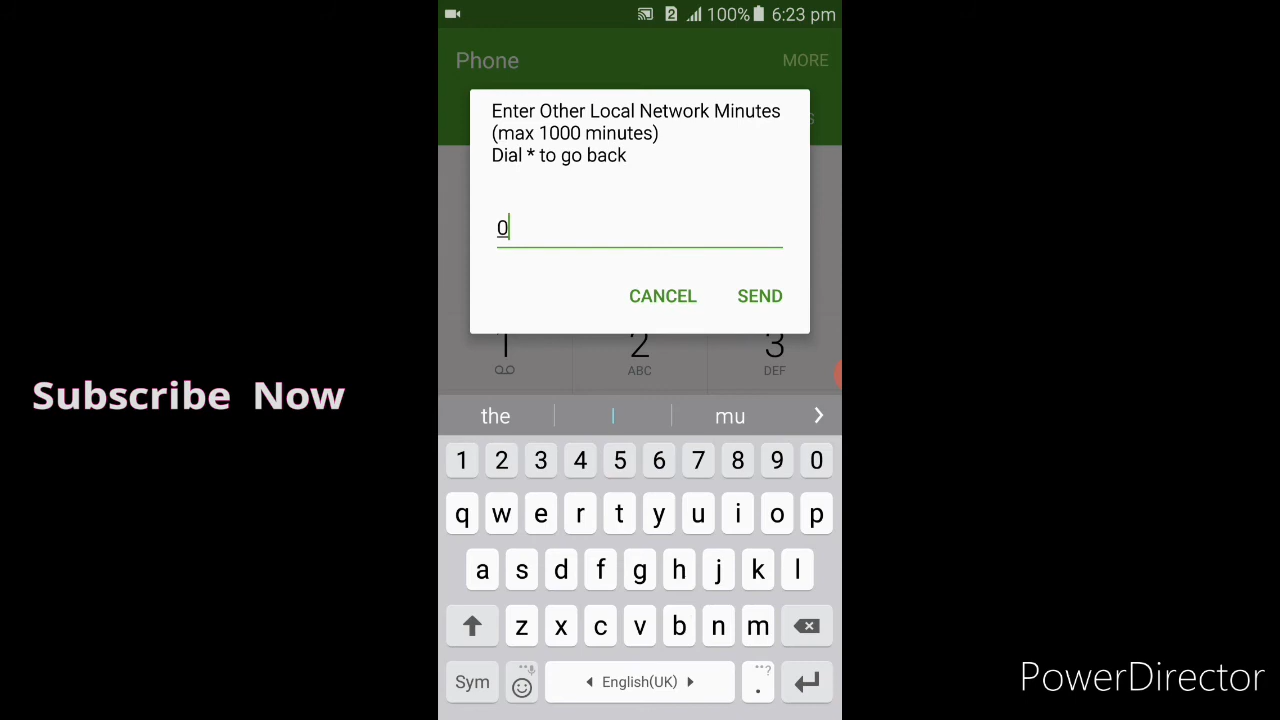 2 100% 6:23 pm
Phone MORE
Enter Other Local Network Minutes
(max 1000 minutes)
Dial * to go back
0
CANCEL SEND
1 2 3
ABC DEF
Subscribe Now
the I mu
1 2 3 4 5 6 7 8 9 0
q w e r t y u i o p
a s d f g h j k l
z x c v b n m
Sym English(UK) . ,,?
PowerDirector